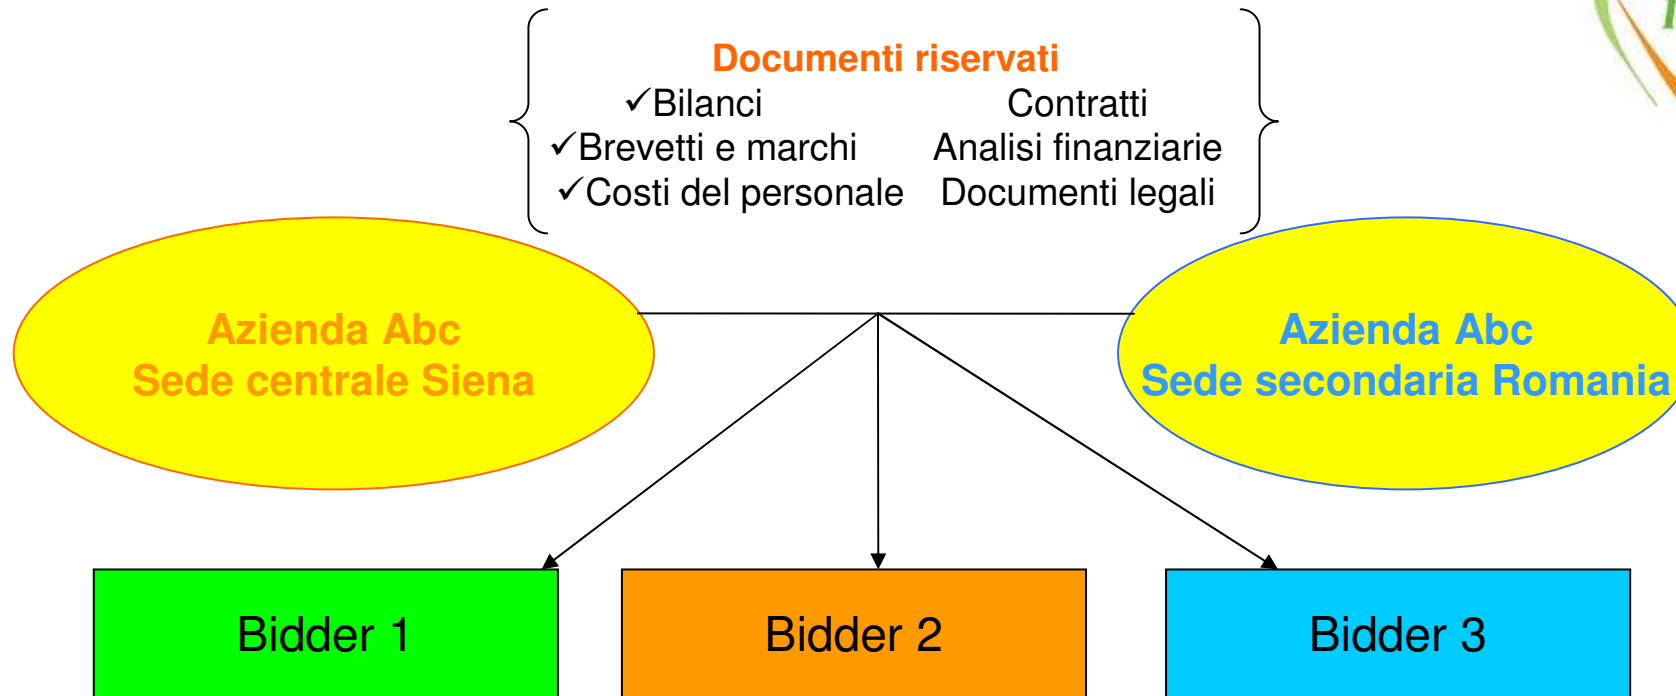 Documenti riservati
✓Bilanci Contratti
✓Brevetti e marchi Analisi finanziarie
✓Costi del personale Documenti legali
Azienda Abc
Sede centrale Siena
Azienda Abc
Sede secondaria Romania
Bidder 1
Bidder 2
Bidder 3